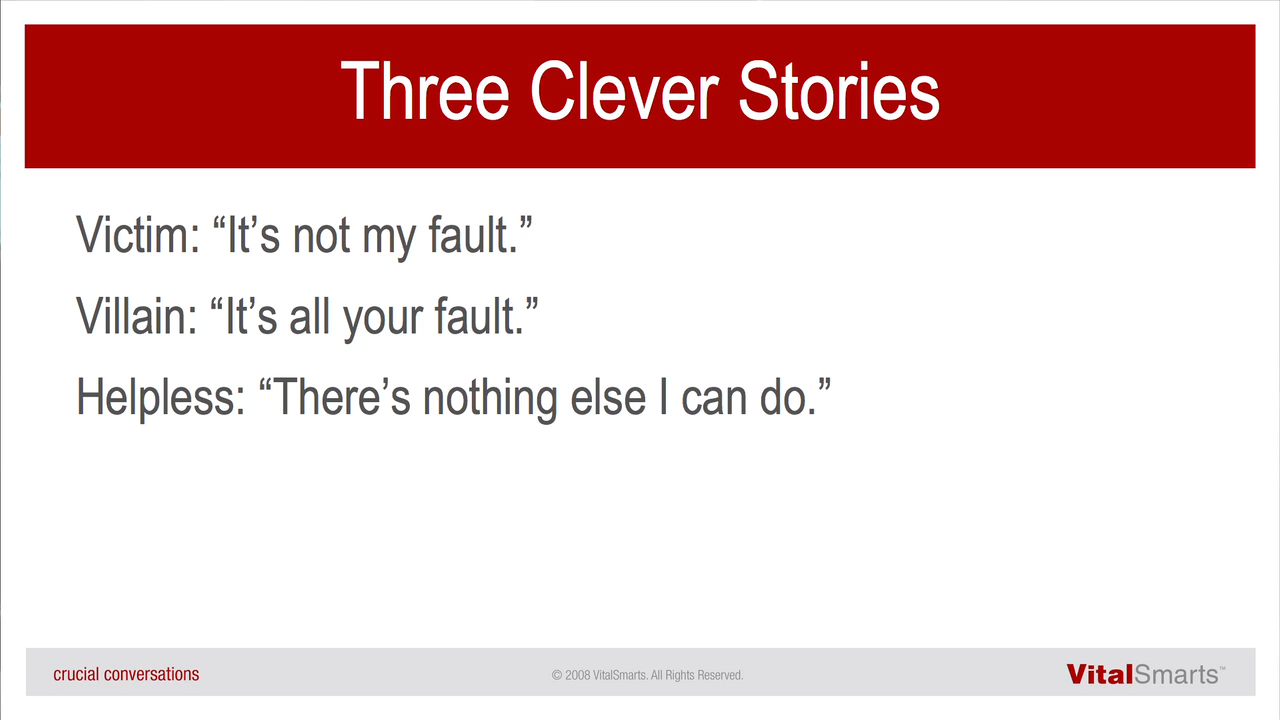 Three Clever Stories
Victim: “It’s not my fault.”
Villain: “It’s all your fault.”
Helpless: “There’s nothing else I can do.”
crucial conversations
© 2008 VitalSmarts. All Rights Reserved.
VitalSmarts™